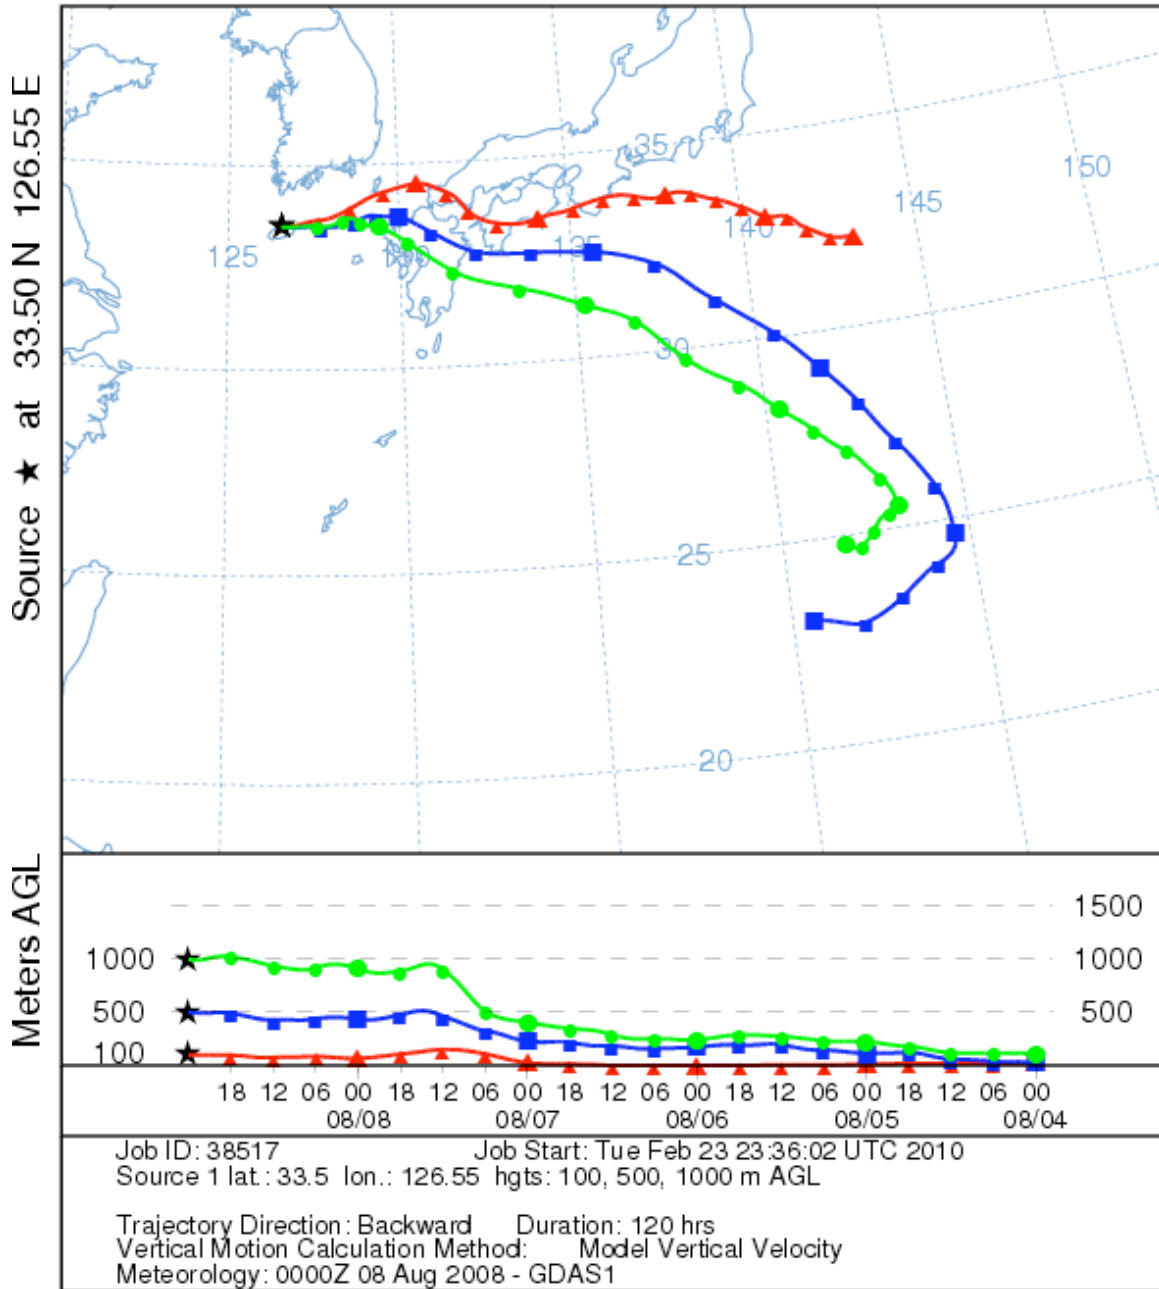 Source ★ at 33.50 N 126.55 E
35
150
145
140
135
125
130
30
25
20
Meters AGL
1500
1000 1000
500 500
100
18 12 06 00 18 12 06 00 18 12 06 00 18 12 06 00 18 12 06 00
08/08 08/07 08/06 08/05 08/04
Job ID: 38517 Job Start: Tue Feb 23 23:36:02 UTC 2010
Source 1 lat.: 33.5 lon.: 126.55 hgts: 100, 500, 1000 m AGL
Trajectory Direction: Backward Duration: 120 hrs
Vertical Motion Calculation Method: Model Vertical Velocity
Meteorology: 0000Z 08 Aug 2008 - GDAS1